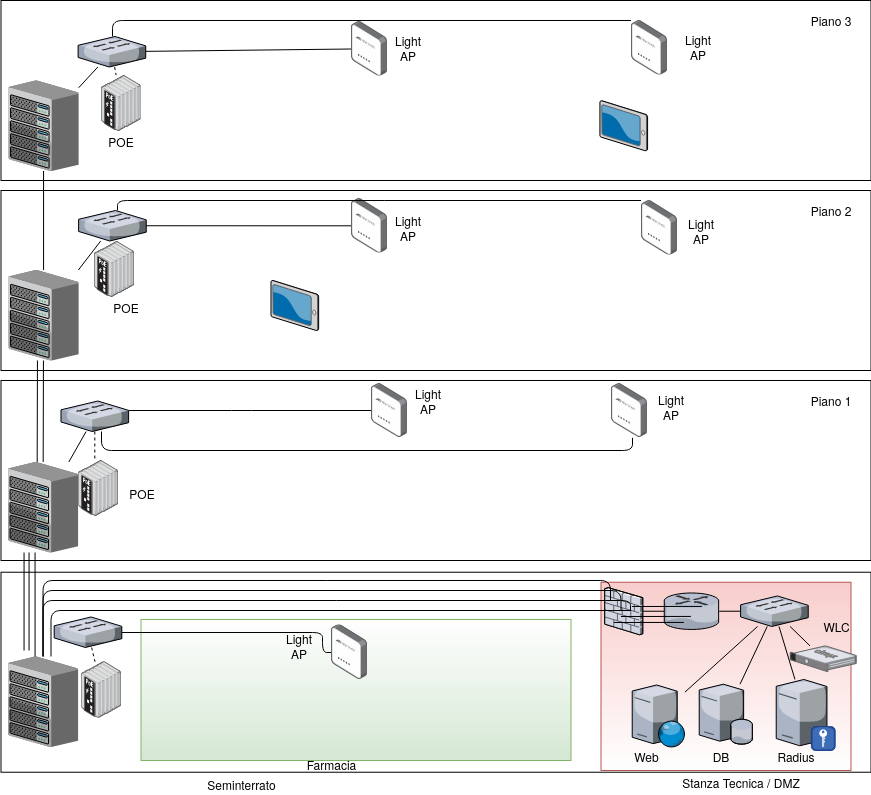 Piano 3
Light
AP
Light
AP
POE
Piano 2
Light
AP
Light
AP
POE
Piano 1
Light
AP
Light
AP
POE
WLC
Light
AP
Web
DB
Radius
Farmacia
Seminterrato
Stanza Tecnica / DMZ